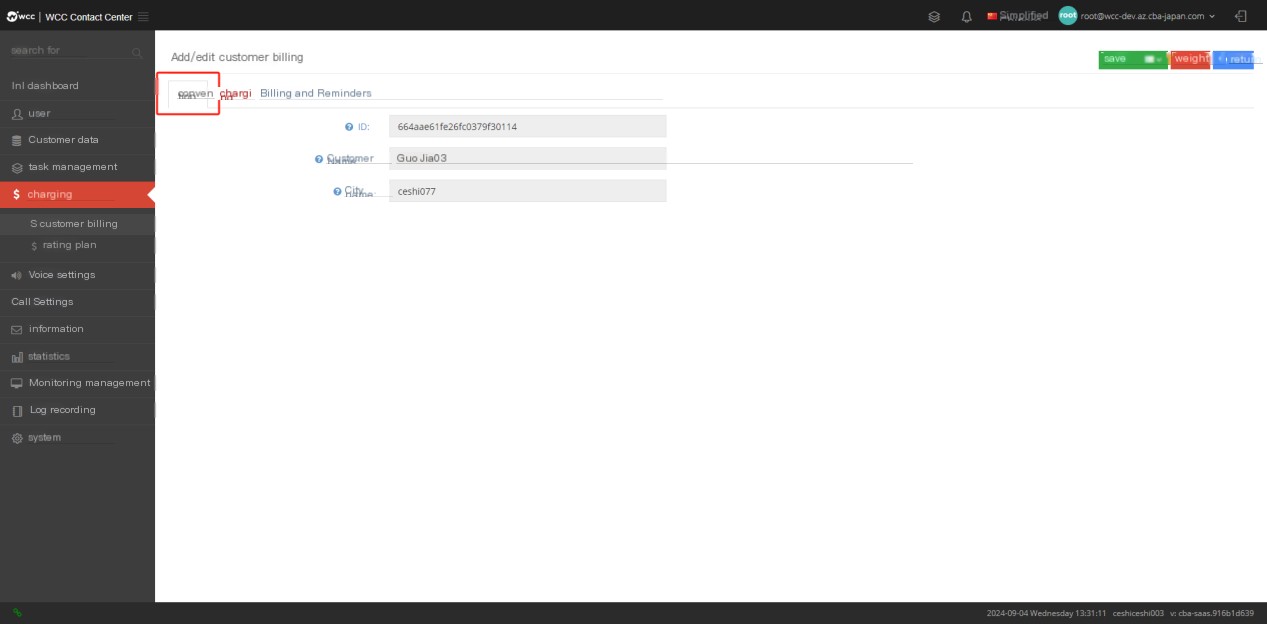 wcc | WCC Contact Center
Simplified
root root@wcc-dev.az.cba-japan.com
search for
Add/edit customer billing
save
weight
retu
Inl dashboard
user
Customer data
task management
charging
S customer billing
$ rating plan
Voice settings
Call Settings
information
statistics
Monitoring management
Log recording
system
conven
chargi
Billing and Reminders
ID:
664aae61fe26fc0379f30114
Customer
Name
Guo Jia03
City
name:
ceshi077
2024-09-04 Wednesday 13:31:11 ceshiceshi003 v: cba-saas.916b1d639